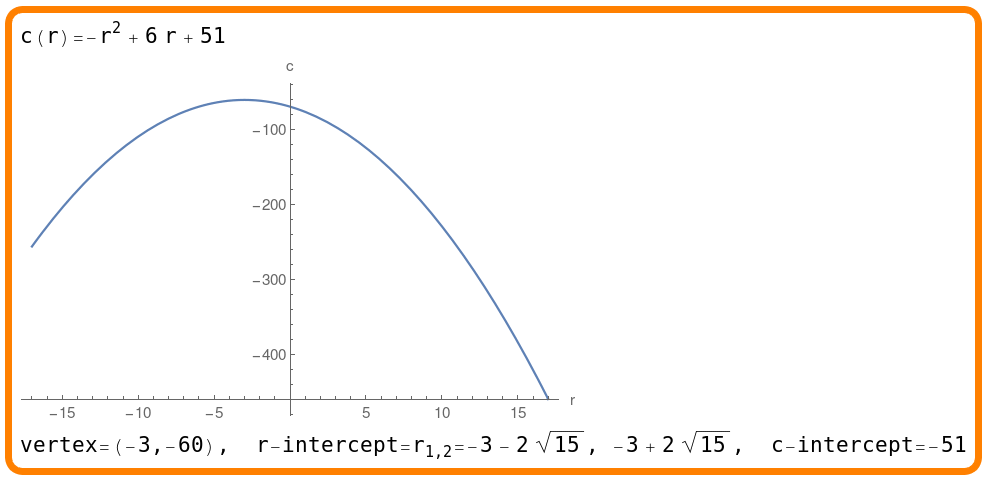 c(r)=-r² + 6 r + 51
c
-100
-200
-300
-400
-15 -10 -5 5 10 15 r
vertex=(-3,-60), r-intercept=r₁,₂=-3 - 2 √15, -3 + 2 √15, c-intercept=-51